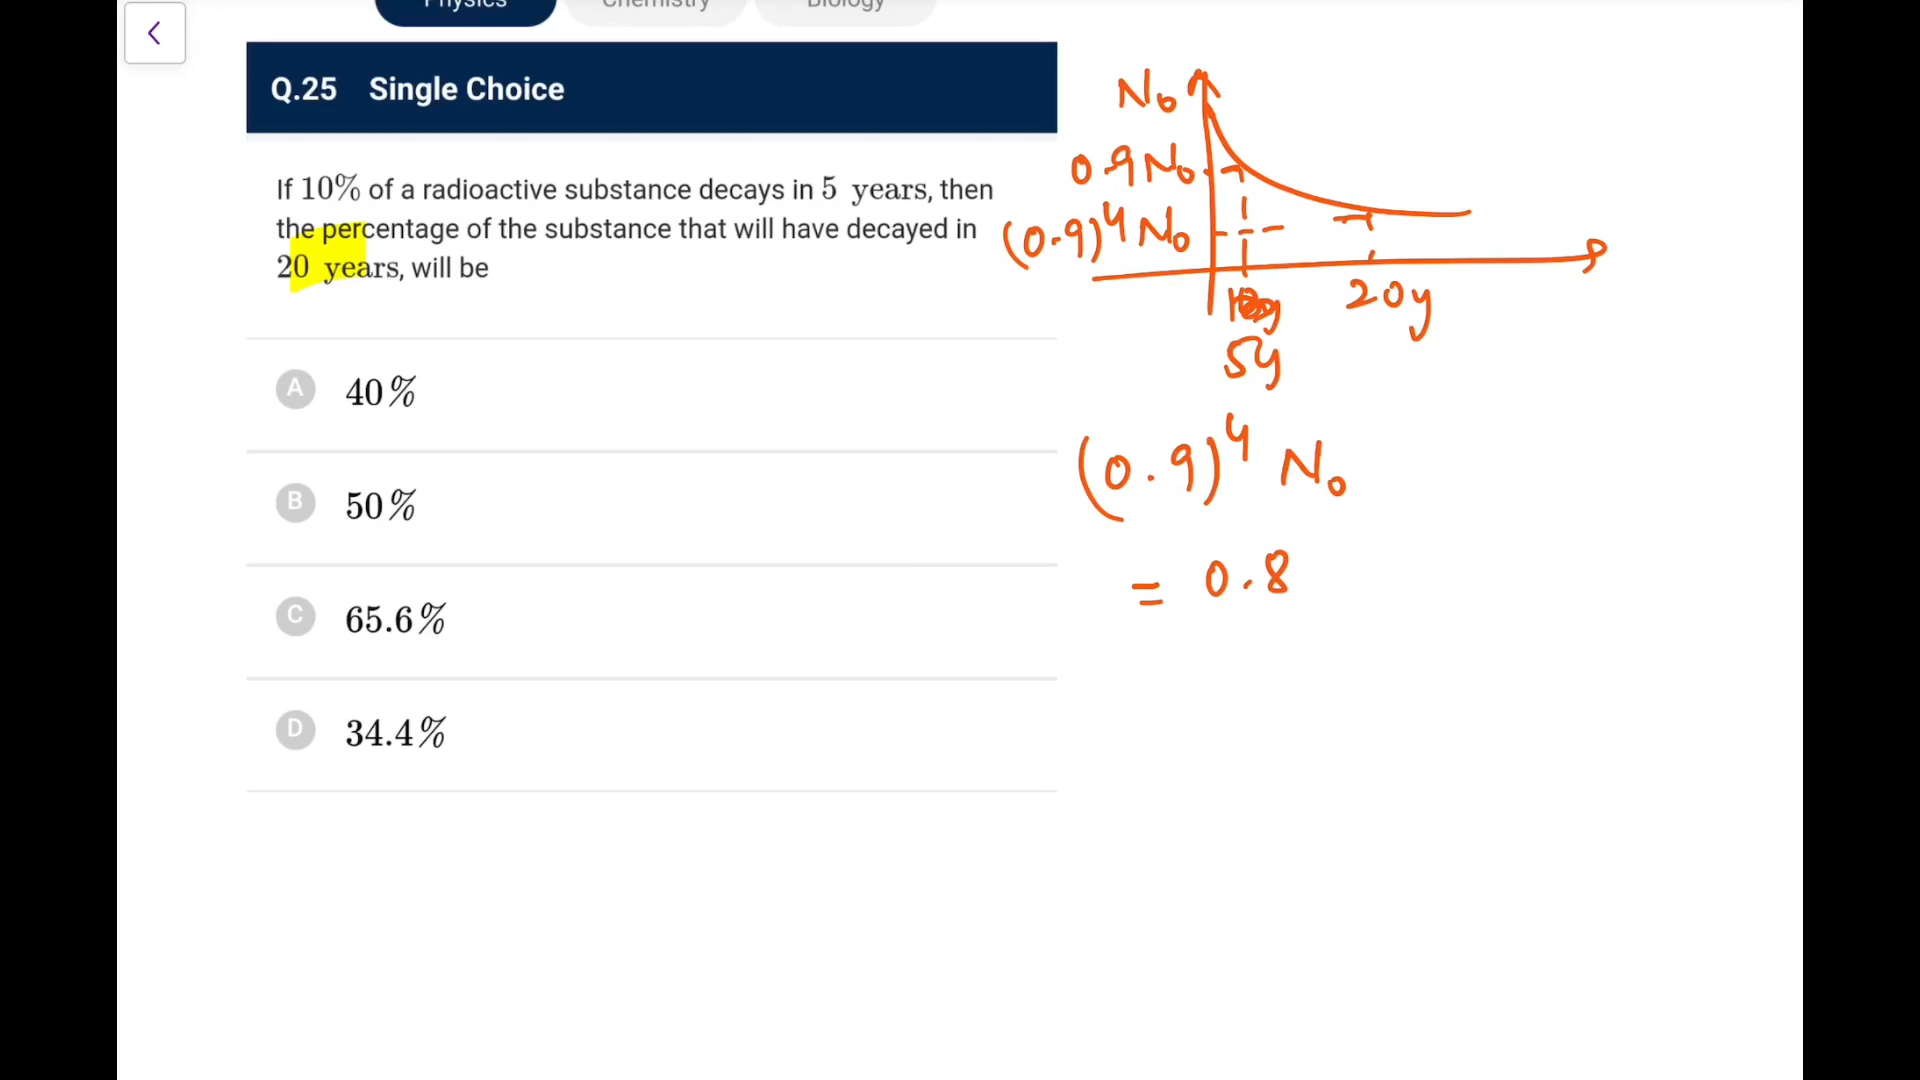 Physics Chemistry Biology
Q.25 Single Choice
If 10% of a radioactive substance decays in 5 years, then
the percentage of the substance that will have decayed in
20 years, will be
A 40%
B 50%
C 65.6%
D 34.4%
N₀
0.9N₀
(0.9)⁴N₀
20y
5y
(0.9)⁴ N₀
= 0.8